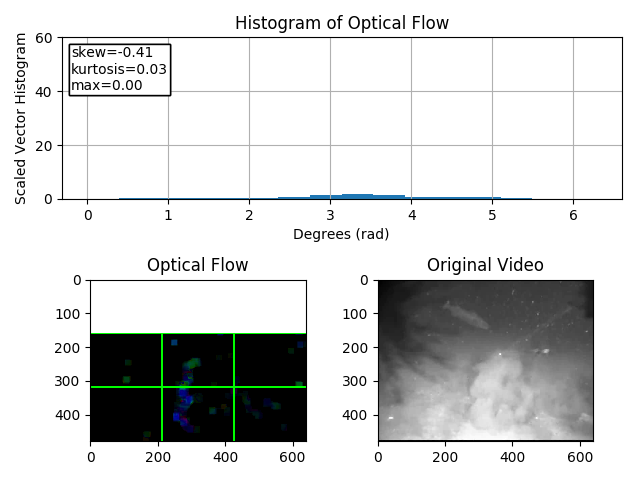 Histogram of Optical Flow
Scaled Vector Histogram
60
40
20
0
skew=-0.41
kurtosis=0.03
max=0.00
0 1 2 3 4 5 6
Degrees (rad)
Optical Flow
0
100
200
300
400
0 200 400 600
Original Video
0
100
200
300
400
0 200 400 600